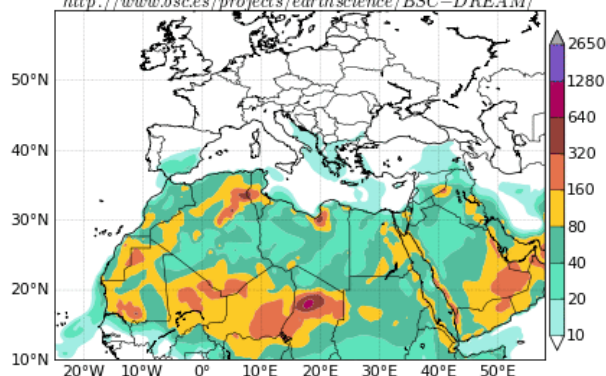 http://www.bsc.es/projects/earthscience/BSC−DREAM/
2650
1280
640
320
160
80
40
20
10
50°N
40°N
30°N
20°N
10°N
20°W 10°W 0° 10°E 20°E 30°E 40°E 50°E